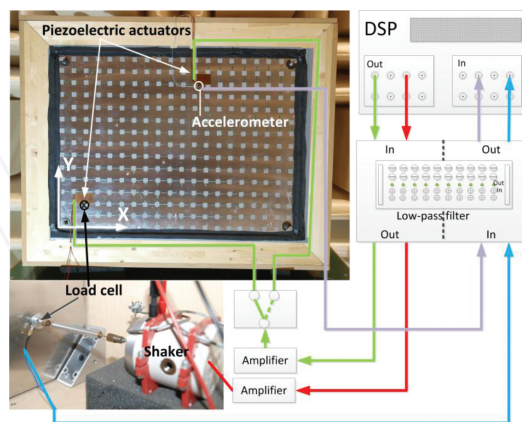 Piezoelectric actuators
Accelerometer
Y
X
Load cell
Shaker
DSP
Out
In
In
Out
Out
In
Low-pass filter
Out
In
Amplifier
Amplifier